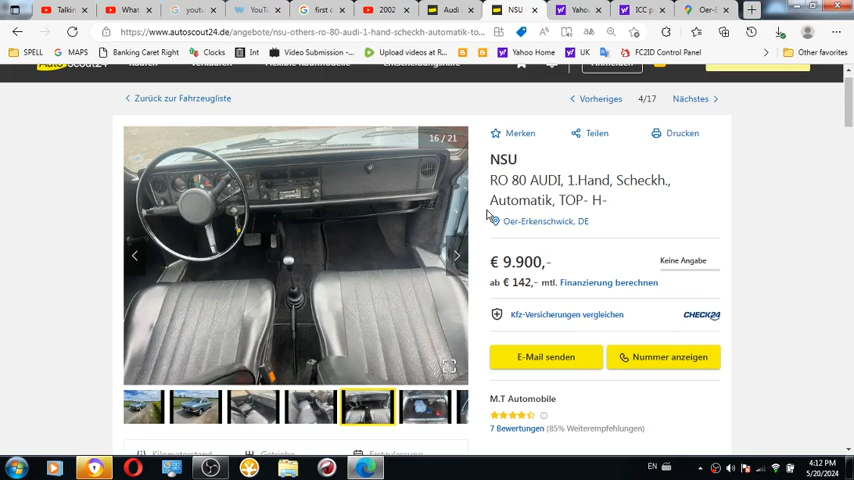 Talkin
What
youtu
YouTu
first c
2002
Audi
NSU
Yaho
ICC p
Oer-E
https://www.autoscout24.de/angebote/nsu-others-ro-80-audi-1-hand-scheckh-automatik-to...
SPELL
MAPS
Banking Caret Right
Clocks
Int
Video Submission -...
Upload videos at R...
Yahoo Home
UK
FC2ID Control Panel
Other favorites
Anmelden
Zurück zur Fahrzeugliste
Vorheriges
4/17
Nächstes
16 / 21
Merken
Teilen
Drucken
NSU
RO 80 AUDI, 1.Hand, Scheckh.,
Automatik, TOP- H-
Oer-Erkenschwick, DE
€ 9.900,-
Keine Angabe
ab € 142,- mtl. Finanzierung berechnen
Kfz-Versicherungen vergleichen
CHECK24
E-Mail senden
Nummer anzeigen
M.T Automobile
7 Bewertungen (85% Weiterempfehlungen)
Kilometerstand
Getriebe
Erstzulassung
EN
4:12 PM
5/20/2024